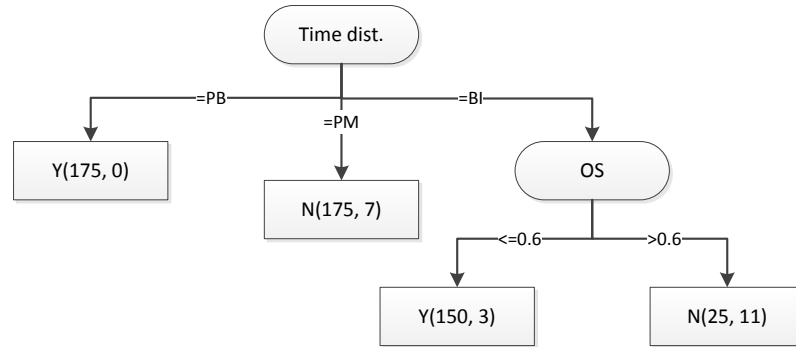 Time dist.
=PB
=PM
=BI
Y(175, 0)
N(175, 7)
OS
<=0.6
>0.6
Y(150, 3)
N(25, 11)